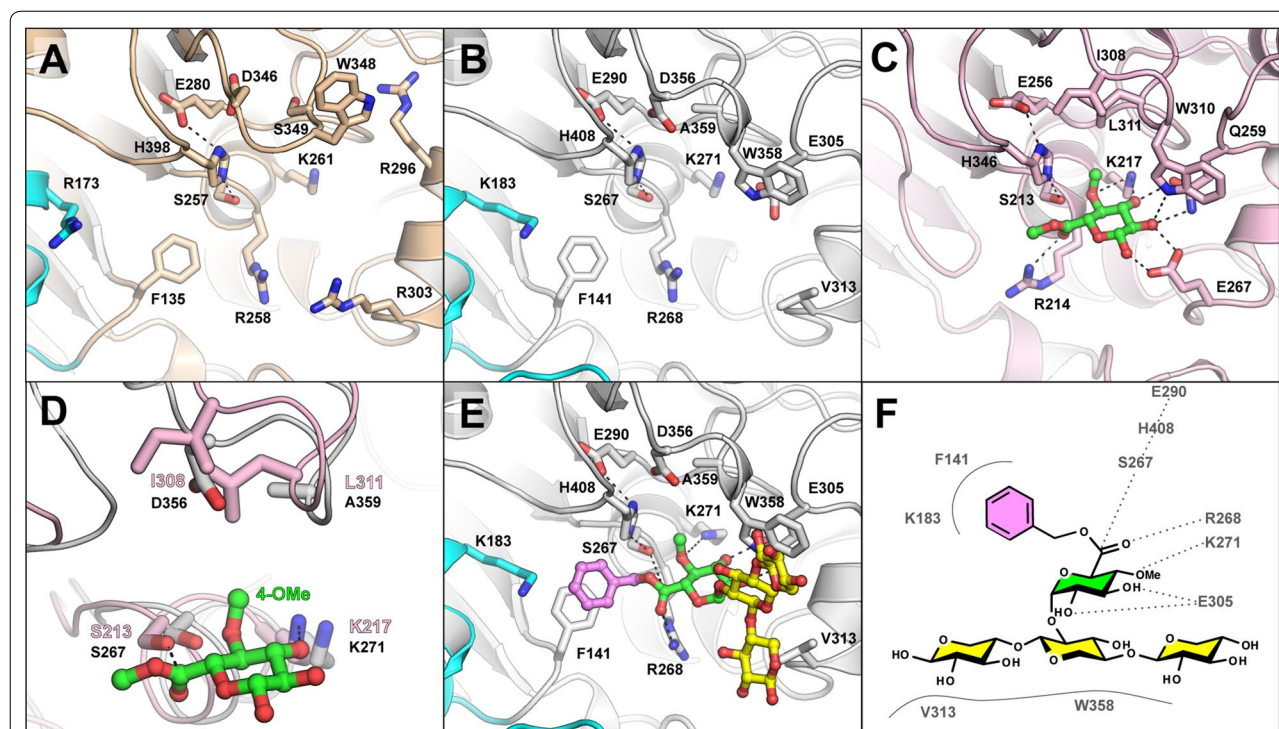 A
E280
D346
W348
H398
S349
R173
S257
K261
R296
F135
R258
R303
B
E290
D356
H408
A359
E305
K183
K271
W358
S267
F141
V313
R268
C
I308
E256
W310
L311
Q259
H346
K217
S213
R214
E267
D
I308
D356
L311
A359
4-OMe
S213
S267
K217
K271
E
E290
D356
H408
A359
E305
K183
K271
W358
S267
F141
V313
R268
F
E290
H408
F141
S267
K183
O
O
R268
K271
O
OMe
OH
HO
E305
O
HO
O
OH
OH
O
O
OH
O
O
OH
OH
HO
HO
HO
V313
W358